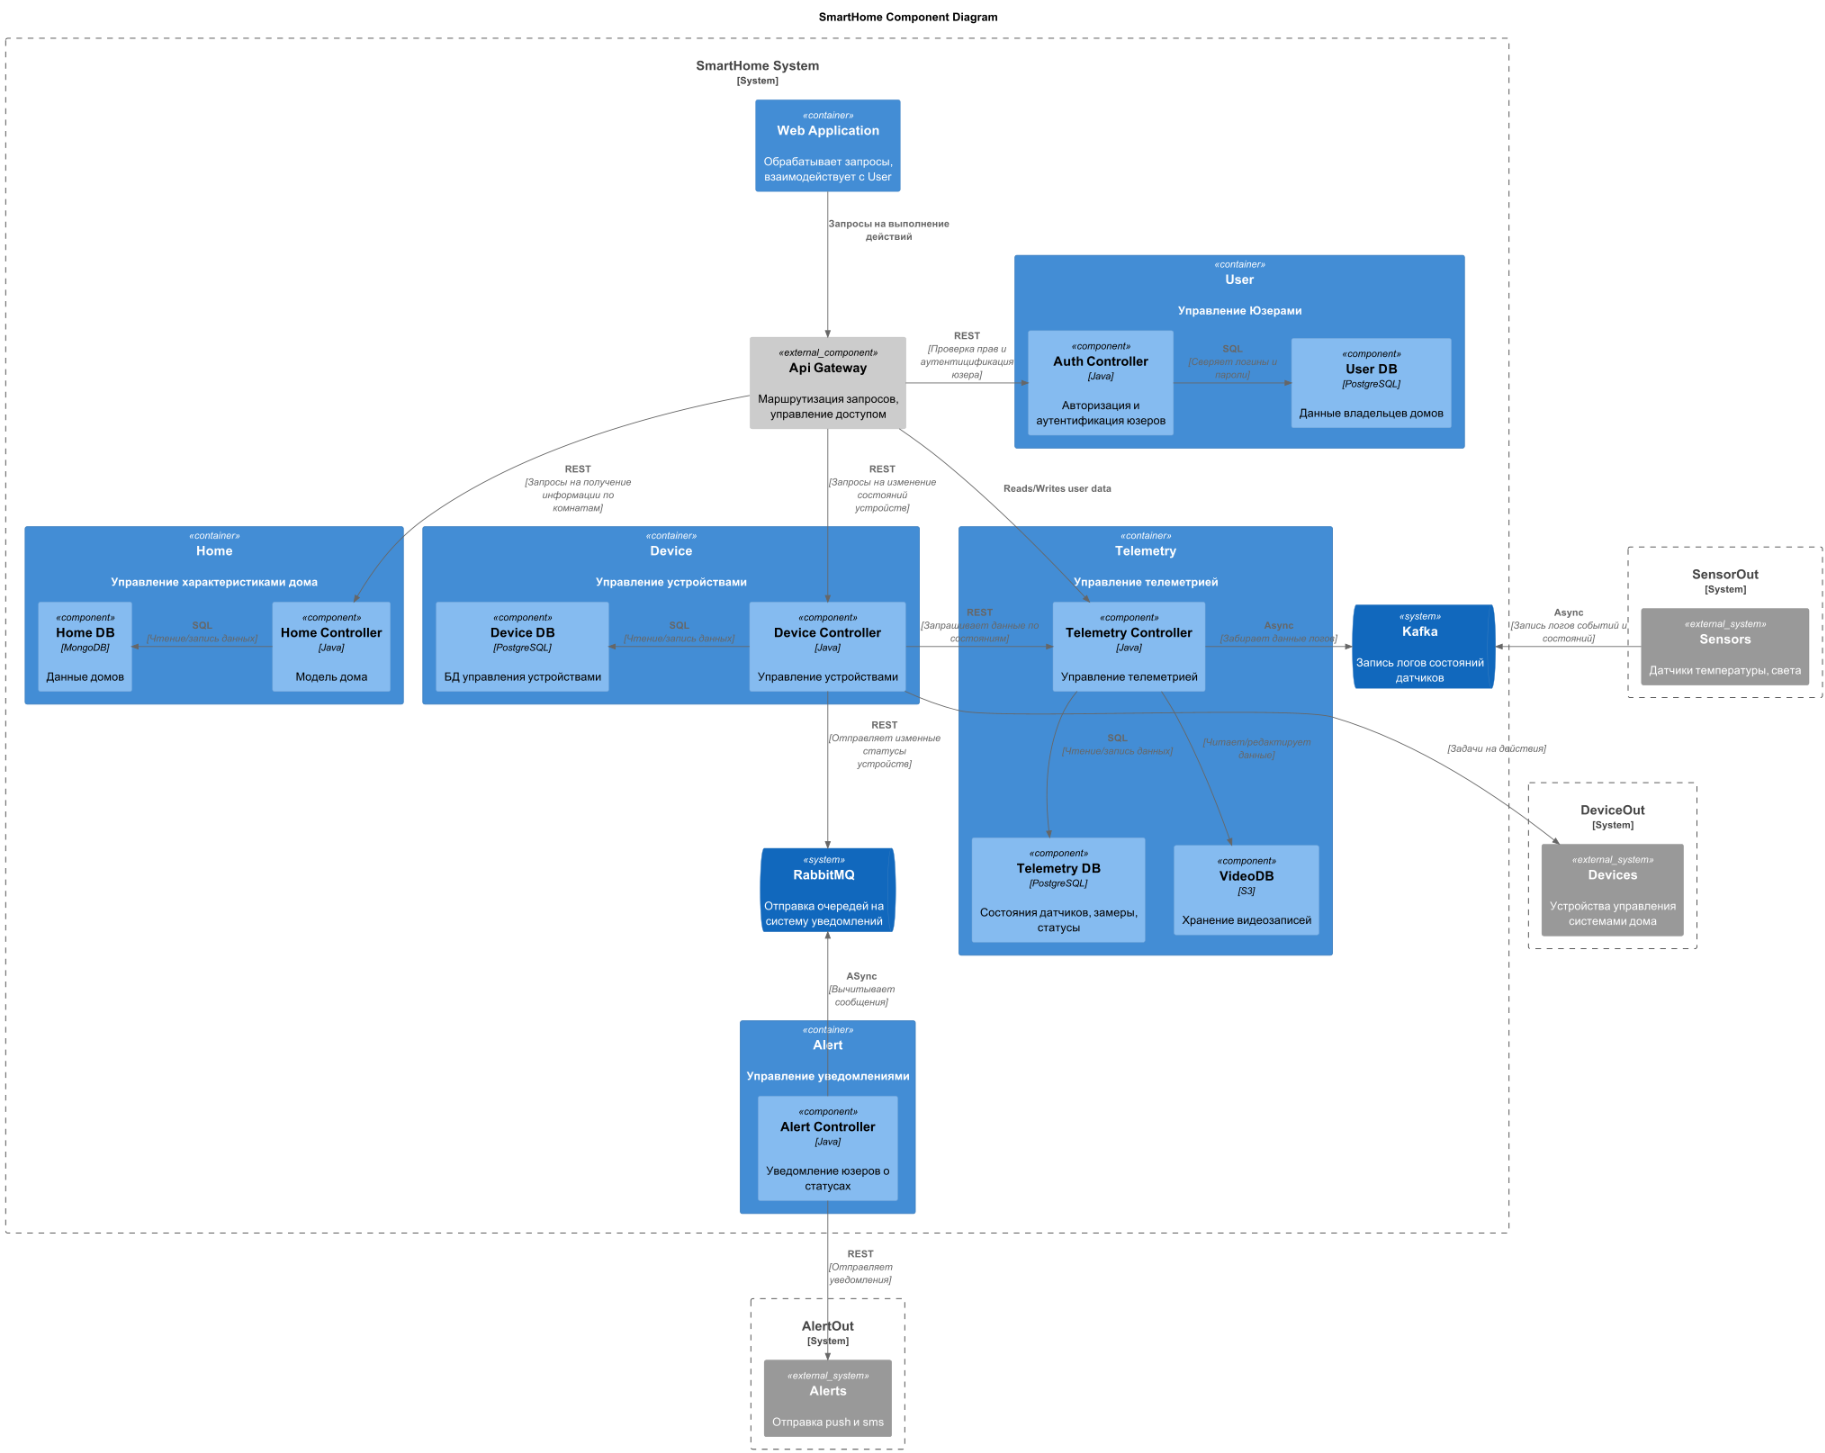 SmartHome Component Diagram
SmartHome System
[System]
«container»
Web Application
Обрабатывает запросы,
взаимодействует с User
Запросы на выполнение
действий
«container»
User
Управление Юзерами
«external_component»
Api Gateway
Маршрутизация запросов,
управление доступом
REST
[Проверка прав и
аутентицификация
юзера]
«component»
Auth Controller
[Java]
Авторизация и
аутентификация юзеров
SQL
[Сверяет логины и
пароли]
«component»
User DB
[PostgreSQL]
Данные владельцев домов
REST
[Запросы на получение
информации по
комнатам]
REST
[Запросы на изменение
состояний
устройств]
Reads/Writes user data
«container»
Home
Управление характеристиками дома
«component»
Home DB
[MongoDB]
Данные домов
SQL
[Чтение/запись данных]
«component»
Home Controller
[Java]
Модель дома
«container»
Device
Управление устройствами
«component»
Device DB
[PostgreSQL]
БД управления устройствами
SQL
[Чтение/запись данных]
«component»
Device Controller
[Java]
Управление устройствами
REST
[Запрашивает данные по
состояниям]
«container»
Telemetry
Управление телеметрией
«component»
Telemetry Controller
[Java]
Управление телеметрией
Async
[Забирает данные логов]
«system»
Kafka
Запись логов состояний
датчиков
Async
[Запись логов событий и
состояний]
SensorOut
[System]
«external_system»
Sensors
Датчики температуры, света
REST
[Отправляет изменные
статусы
устройств]
SQL
[Чтение/запись данных]
[Читает/редактирует
данные]
[Задачи на действия]
DeviceOut
[System]
«external_system»
Devices
Устройства управления
системами дома
«system»
RabbitMQ
Отправка очередей на
систему уведомлений
«component»
Telemetry DB
[PostgreSQL]
Состояния датчиков, замеры,
статусы
«component»
VideoDB
[S3]
Хранение видеозаписей
ASync
[Вычитывает
сообщения]
«container»
Alert
Управление уведомлениями
«component»
Alert Controller
[Java]
Уведомление юзеров о
статусах
REST
[Отправляет
уведомления]
AlertOut
[System]
«external_system»
Alerts
Отправка push и sms